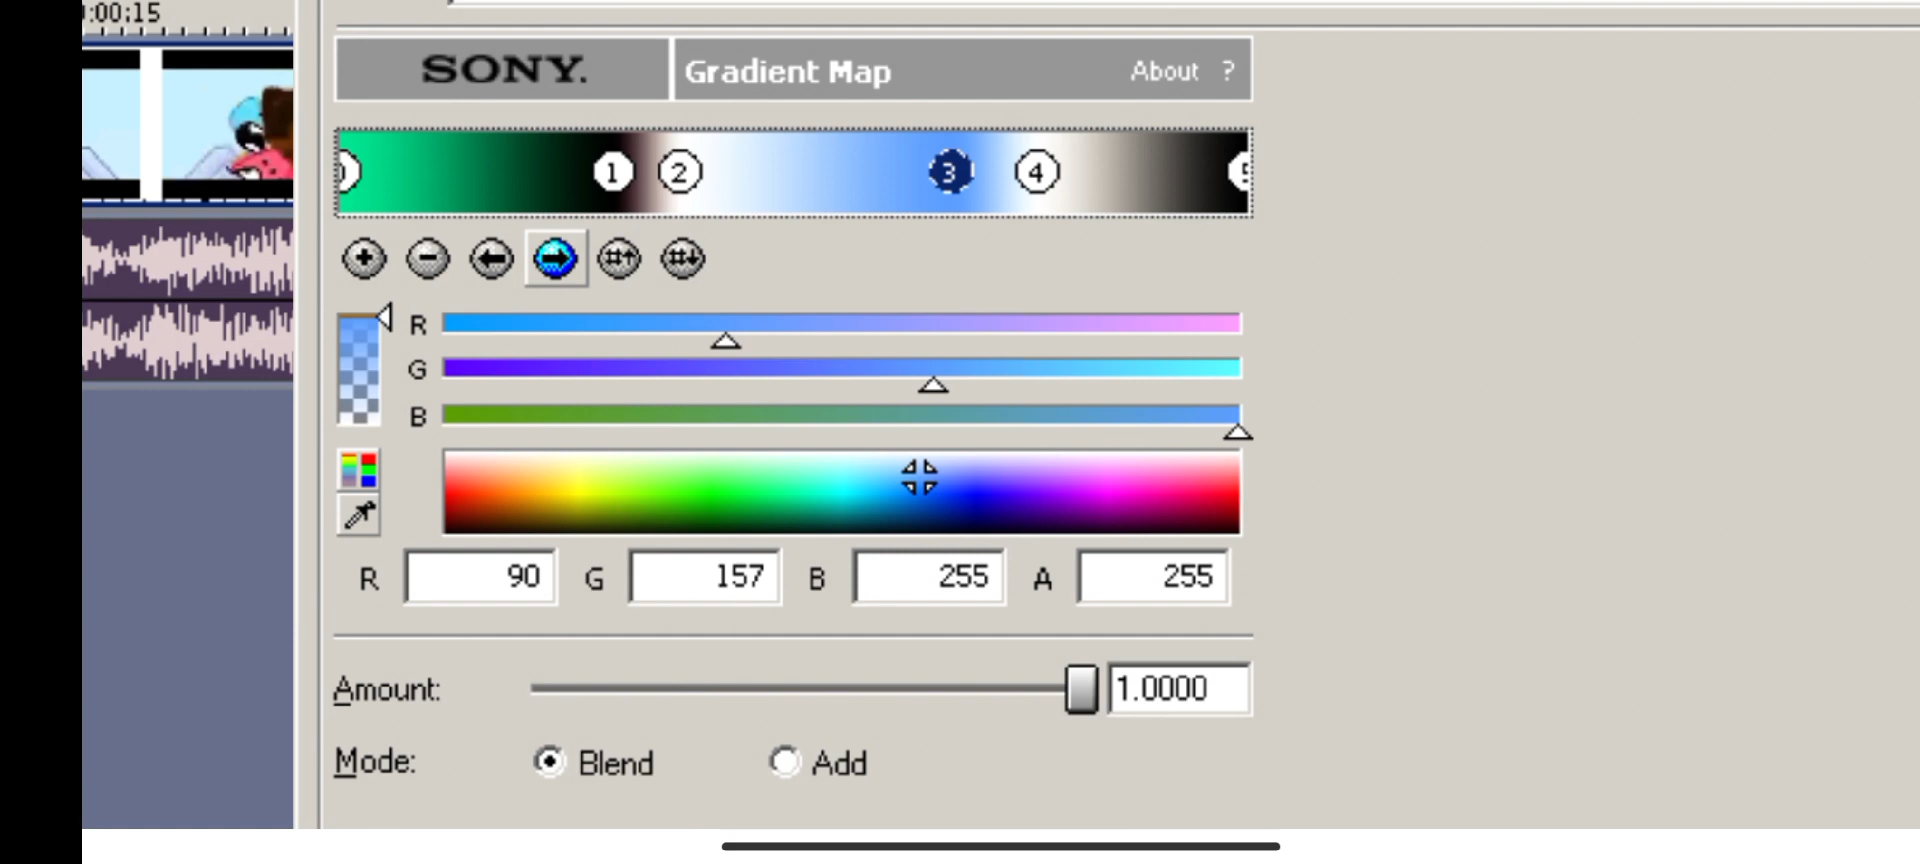 :00:15
SONY.
Gradient Map
About ?
1 2 3 4 5
R
G
B
R 90 G 157 B 255 A 255
Amount: 1.0000
Mode: Blend Add